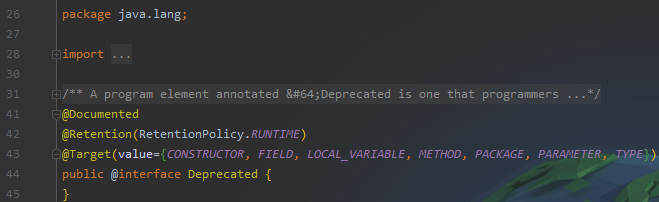 26 package java.lang;
27
28 import ...
30
31 /** A program element annotated &#64;Deprecated is one that programmers ...*/
41 @Documented
42 @Retention(RetentionPolicy.RUNTIME)
43 @Target(value={CONSTRUCTOR, FIELD, LOCAL_VARIABLE, METHOD, PACKAGE, PARAMETER, TYPE})
44 public @interface Deprecated {
45 }